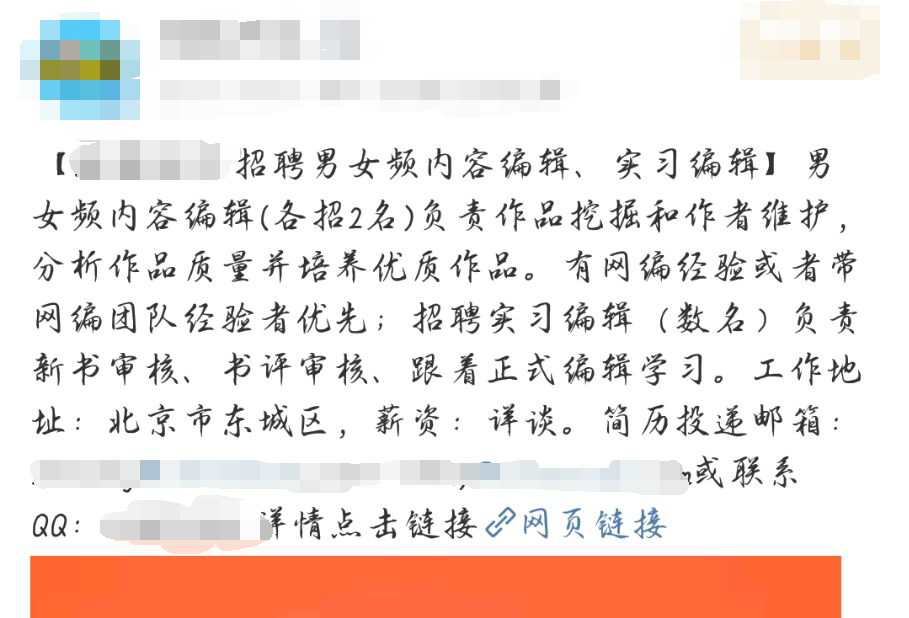 【 招聘男女频内容编辑、实习编辑】男
女频内容编辑(各招2名)负责作品挖掘和作者维护，
分析作品质量并培养优质作品。有网编经验或者带
网编团队经验者优先；招聘实习编辑（数名）负责
新书审核、书评审核、跟着正式编辑学习。工作地
址：北京市东城区，薪资：详谈。简历投递邮箱：
或联系
QQ： 详情点击链接 网页链接